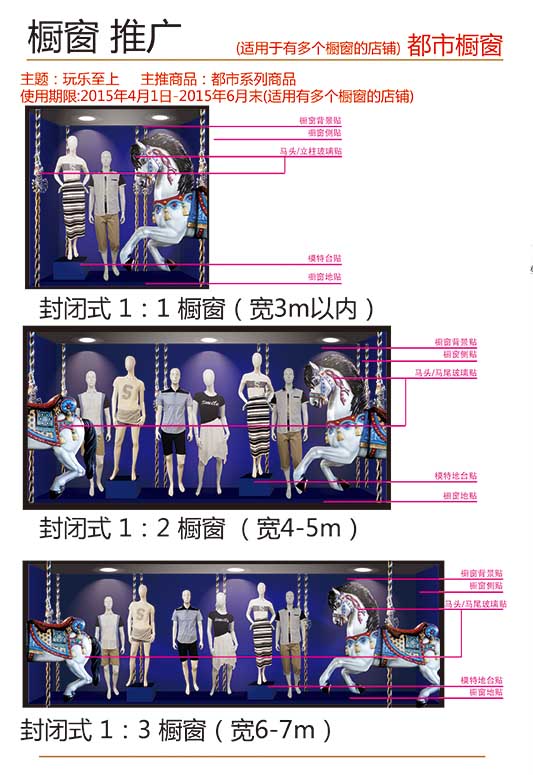 橱窗 推广 (适用于有多个橱窗的店铺) 都市橱窗
主题：玩乐至上 主推商品：都市系列商品
使用期限:2015年4月1日-2015年6月末(适用有多个橱窗的店铺)
橱窗背景贴
橱窗侧贴
马头/立柱玻璃贴
模特台贴
橱窗地贴
封闭式 1：1 橱窗（宽3m以内）
橱窗背景贴
橱窗侧贴
马头/马尾玻璃贴
模特地台贴
橱窗地贴
封闭式 1：2 橱窗 （宽4-5m）
橱窗背景贴
橱窗侧贴
马头/马尾玻璃贴
模特地台贴
橱窗地贴
封闭式 1：3 橱窗（宽6-7m）